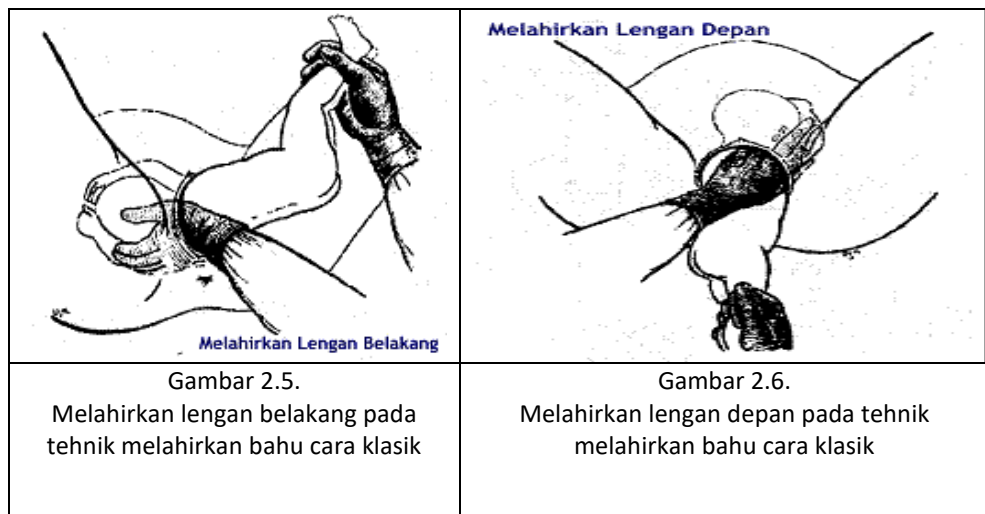 Melahirkan Lengan Belakang
Gambar 2.5.
Melahirkan lengan belakang pada
tehnik melahirkan bahu cara klasik
Melahirkan Lengan Depan
Gambar 2.6.
Melahirkan lengan depan pada tehnik
melahirkan bahu cara klasik